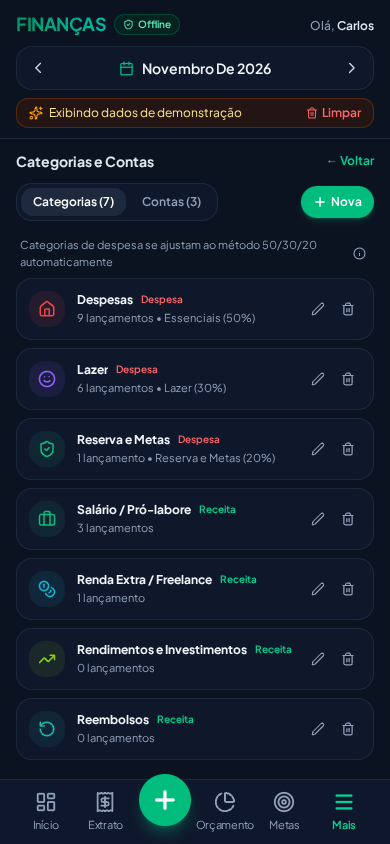 FINANÇAS
Offline
Olá, Carlos
Novembro De 2026
Exibindo dados de demonstração
Limpar
Categorias e Contas
← Voltar
Categorias (7)
Contas (3)
+ Nova
Categorias de despesa se ajustam ao método 50/30/20
automaticamente
Despesas Despesa
9 lançamentos • Essenciais (50%)
Lazer Despesa
6 lançamentos • Lazer (30%)
Reserva e Metas Despesa
1 lançamento • Reserva e Metas (20%)
Salário / Pró-labore Receita
3 lançamentos
Renda Extra / Freelance Receita
1 lançamento
Rendimentos e Investimentos Receita
0 lançamentos
Reembolsos Receita
0 lançamentos
Início
Extrato
Orçamento
Metas
Mais